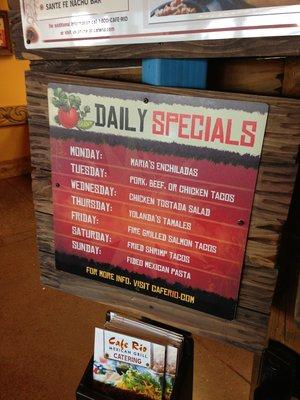 SANTE FE NACHO BAR
DAILY SPECIALS
MONDAY: MARIA'S ENCHILADAS
TUESDAY: PORK, BEEF, OR CHICKEN TACOS
WEDNESDAY: CHICKEN TOSTADA SALAD
THURSDAY: YOLANDA'S TAMALES
FRIDAY: FIRE GRILLED SALMON TACOS
SATURDAY: FRIED SHRIMP TACOS
SUNDAY: FIDEO MEXICAN PASTA
FOR MORE INFO. VISIT CAFERIO.COM
Cafe Rio
MEXICAN GRILL
CATERING